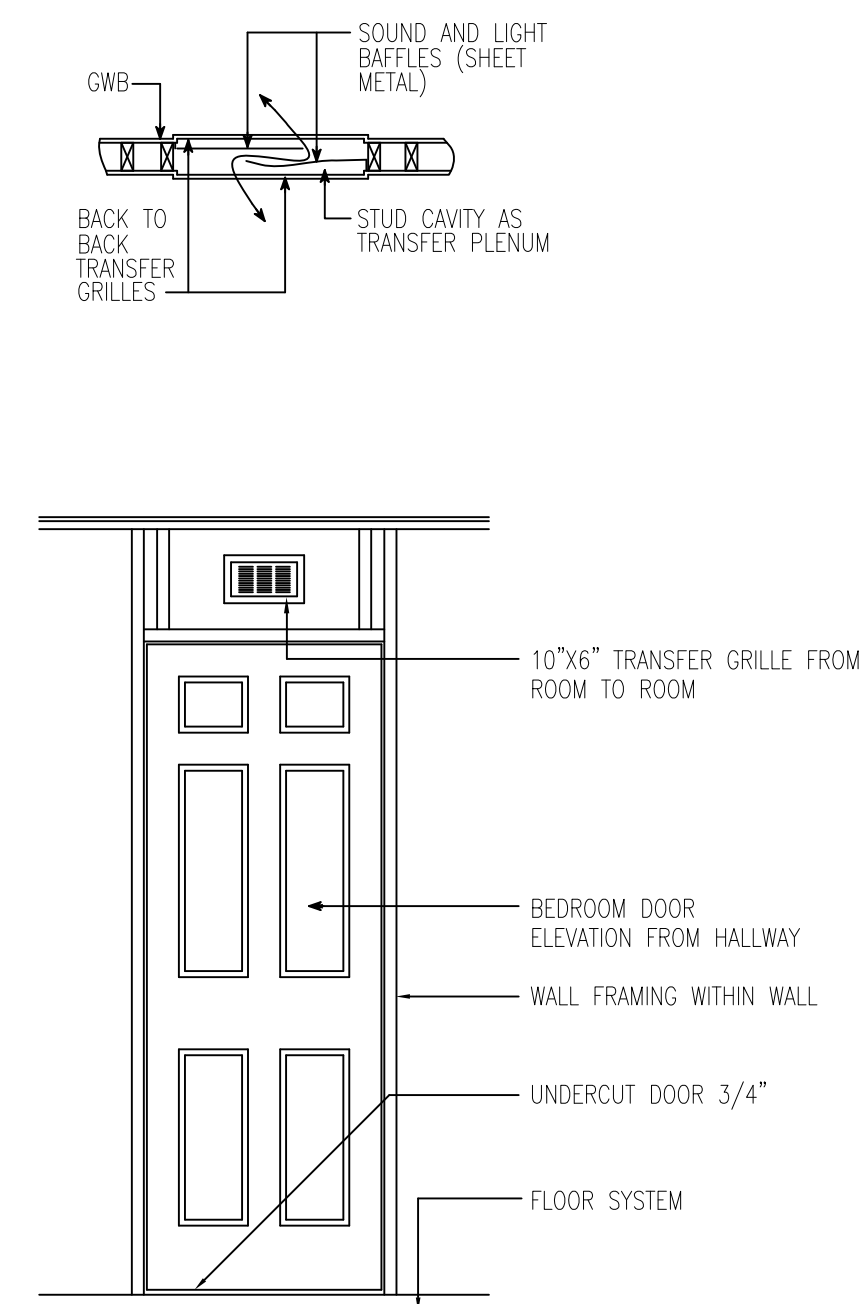 SOUND AND LIGHT
BAFFLES (SHEET
METAL)
GWB
BACK TO
BACK
TRANSFER
GRILLES
STUD CAVITY AS
TRANSFER PLENUM
10”X6” TRANSFER GRILLE FROM
ROOM TO ROOM
BEDROOM DOOR
ELEVATION FROM HALLWAY
WALL FRAMING WITHIN WALL
UNDERCUT DOOR 3/4”
FLOOR SYSTEM